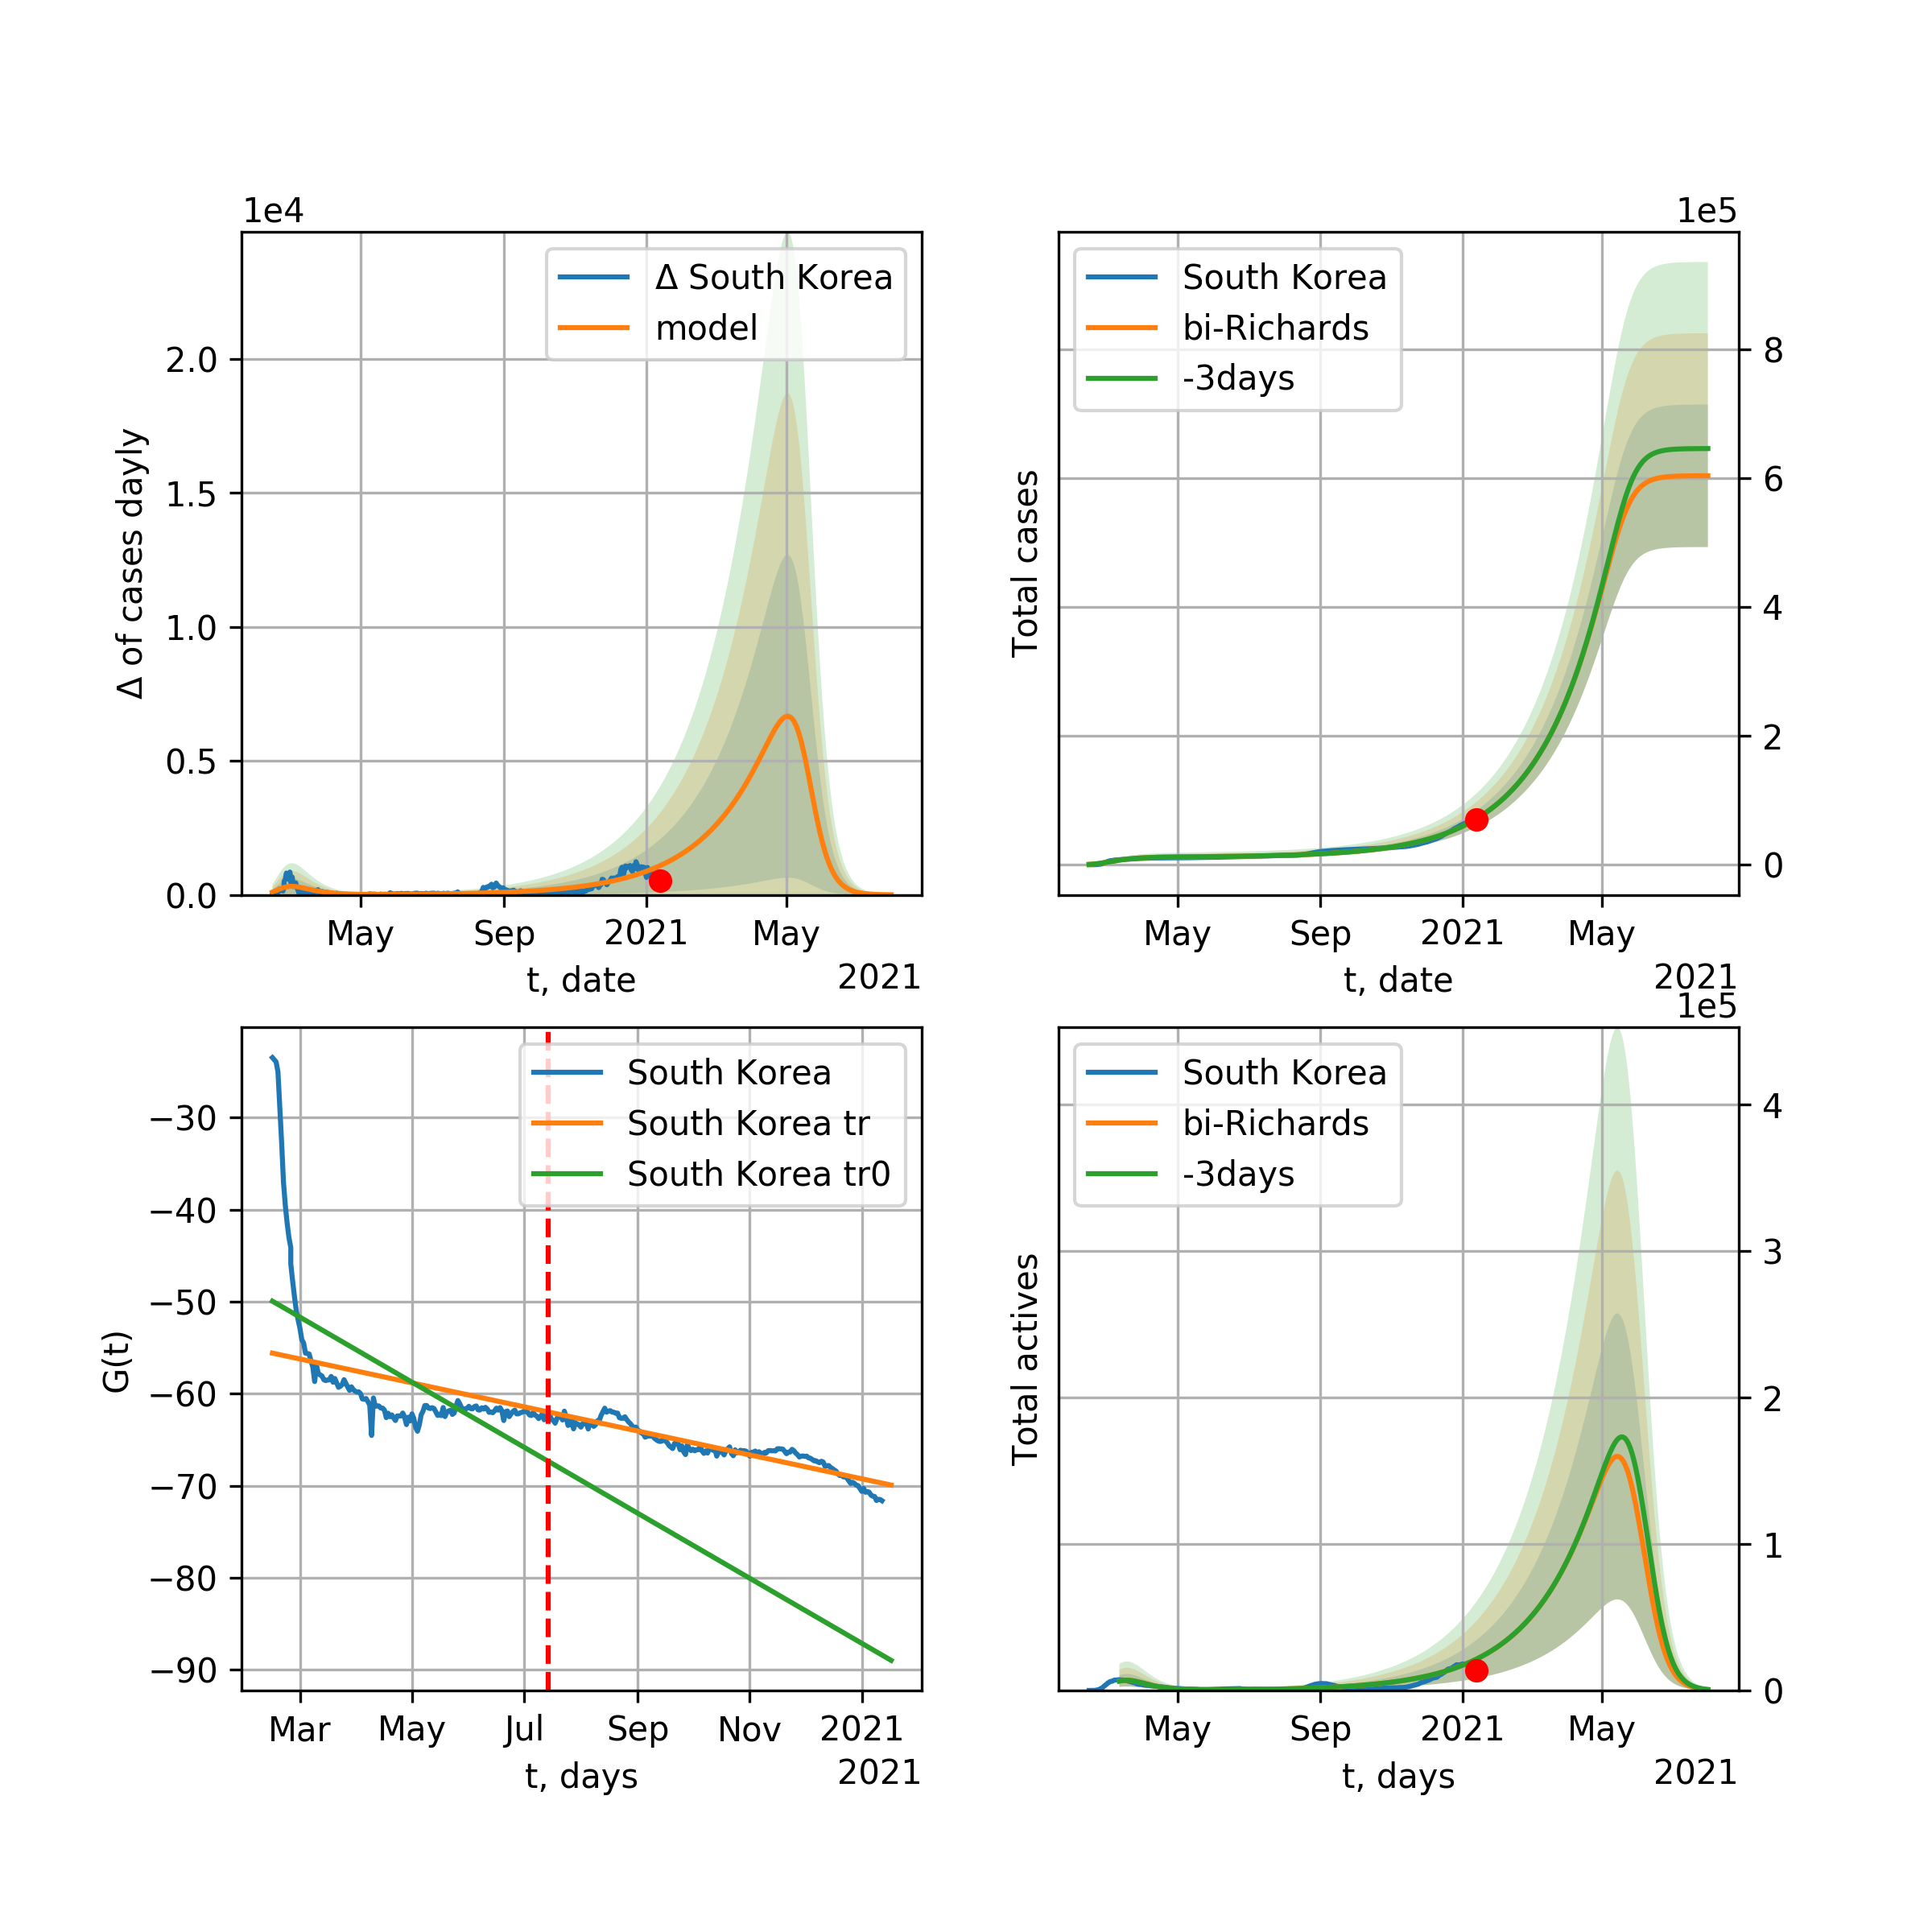 1e4
Δ South Korea
model
2.0
1.5
1.0
0.5
0.0
Δ of cases dayly
May Sep 2021 May
t, date
2021
1e5
South Korea
bi-Richards
-3days
8
6
4
2
0
Total cases
May Sep 2021 May
t, date
2021
South Korea
South Korea tr
South Korea tr0
−30
−40
−50
−60
−70
−80
−90
G(t)
Mar May Jul Sep Nov 2021
t, days
2021
1e5
South Korea
bi-Richards
-3days
4
3
2
1
0
Total actives
May Sep 2021 May
t, days
2021